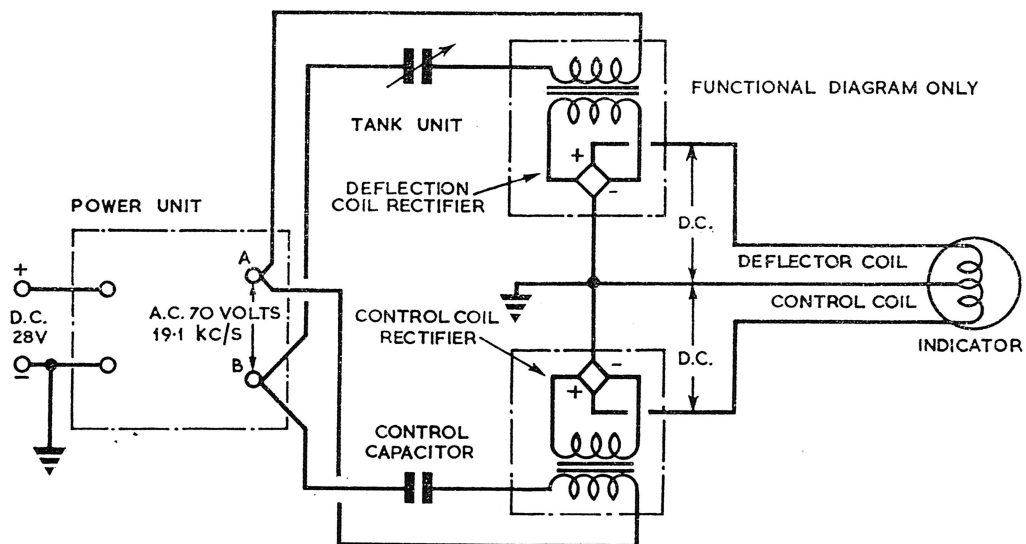 FUNCTIONAL DIAGRAM ONLY
TANK UNIT
+
DEFLECTION
COIL RECTIFIER
-
POWER UNIT
D.C.
A
DEFLECTOR COIL
+
A.C. 70 VOLTS
19·1 KC/S
D.C.
28V
CONTROL COIL
CONTROL COIL
RECTIFIER
INDICATOR
B
D.C.
-
-
+
CONTROL
CAPACITOR